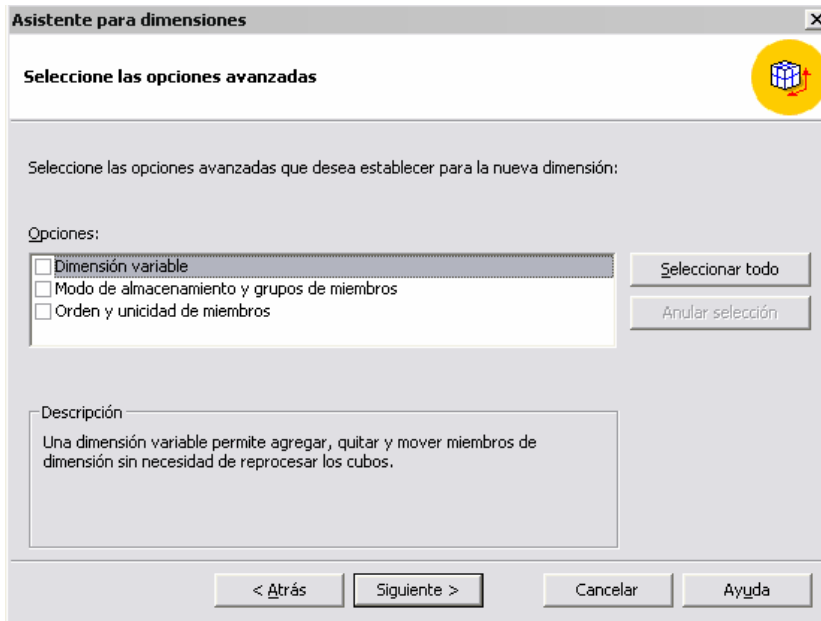 Asistente para dimensiones
Seleccione las opciones avanzadas
Seleccione las opciones avanzadas que desea establecer para la nueva dimensión:
Opciones:
Dimensión variable
Modo de almacenamiento y grupos de miembros
Orden y unicidad de miembros
Seleccionar todo
Anular selección
Descripción
Una dimensión variable permite agregar, quitar y mover miembros de
dimensión sin necesidad de reprocesar los cubos.
< Atrás
Siguiente >
Cancelar
Ayuda